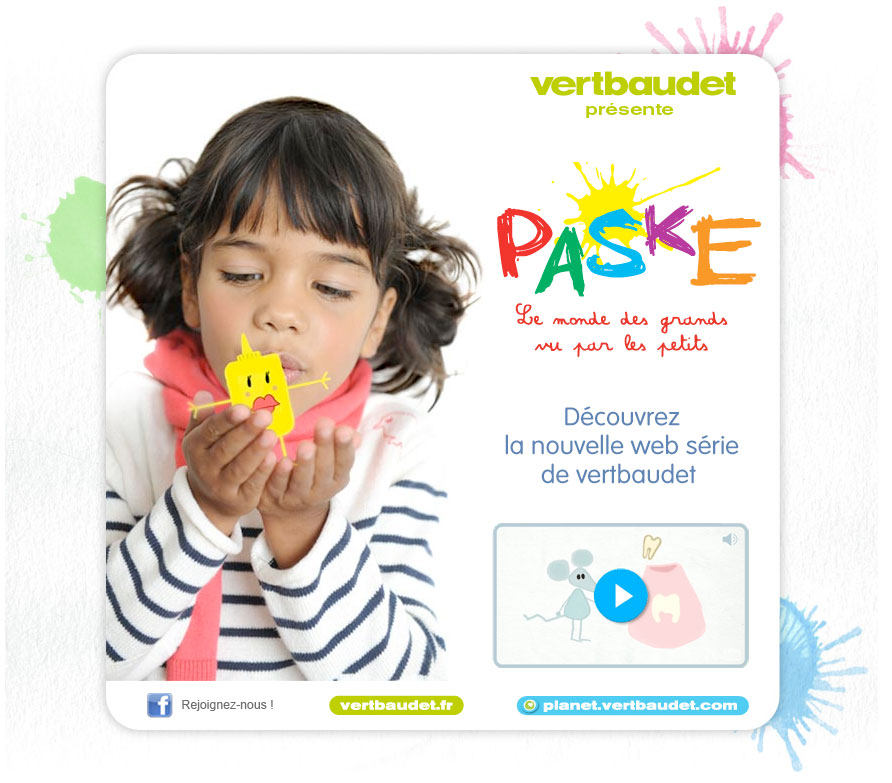 vertbaudet
présente
PASKE
Le monde des grands
vu par les petits
Découvrez
la nouvelle web série
de vertbaudet
f Rejoignez-nous !
vertbaudet.fr
planet.vertbaudet.com